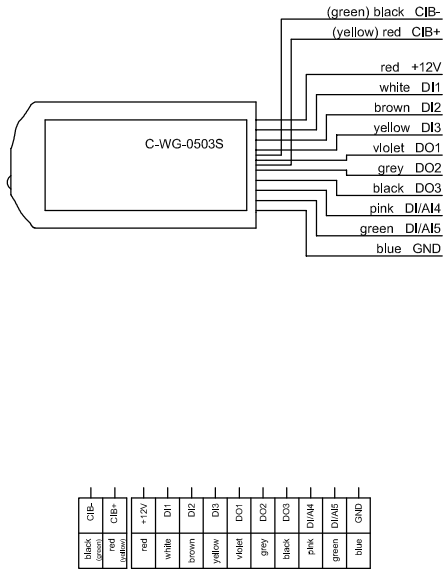 (green) black CIB-
(yellow) red CIB+
red +12V
white DI1
brown DI2
yellow DI3
C-WG-0503S
violet DO1
grey DO2
black DO3
pink DI/AI4
green DI/AI5
blue GND
CIB- CIB+ +12V DI1 DI2 DI3 DO1 DO2 DO3 DI/AI4 DI/AI5 GND
black (green) red (yellow) red white brown yellow violet grey black pink green blue